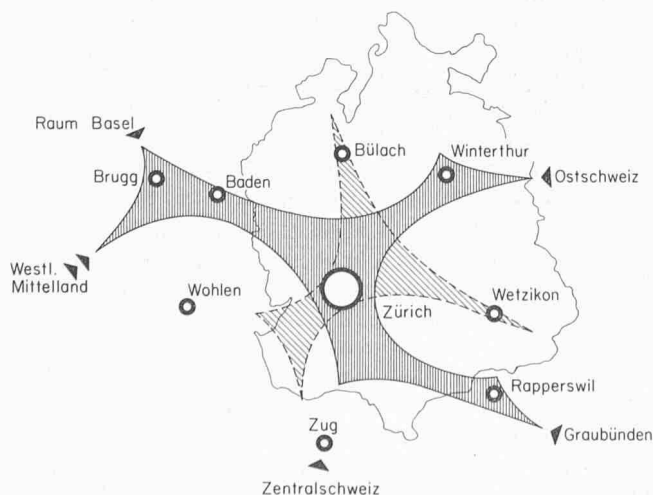 Raum Basel
Bülach
Winterthur
Brugg
Baden
Ostschweiz
Westl.
Mittelland
Wohlen
Zürich
Wetzikon
Rapperswil
Zug
Graubünden
Zentralschweiz